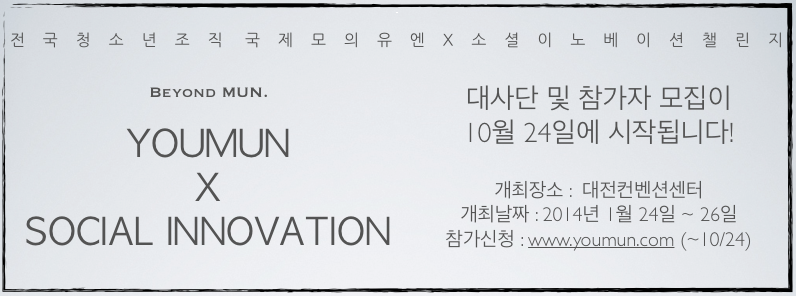 전 국 청 소 년 조 직 국 제 모 의 유 엔 X 소 셜 이 노 베 이 션 챌 린 지
BEYOND MUN.
YOUMUN
X
SOCIAL INNOVATION
대사단 및 참가자 모집이
10월 24일에 시작됩니다!
개최장소 : 대전컨벤션센터
개최날짜 : 2014년 1월 24일 ~ 26일
참가신청 : www.youmun.com (~10/24)